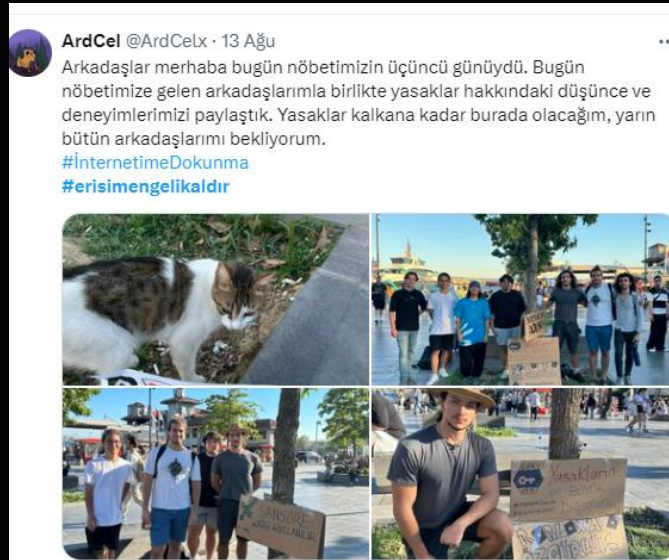 ArdCel @ArdCelx · 13 Ağu
Arkadaşlar merhaba bugün nöbetimizin üçüncü günüydü. Bugün
nöbetimize gelen arkadaşlarımla birlikte yasaklar hakkındaki düşünce ve
deneyimlerimizi paylaştık. Yasaklar kalkana kadar burada olacağım, yarın
bütün arkadaşlarımı bekliyorum.
#İnternetimeDokunma
#erisimengelikaldır
SANSÜRE
Yasakların